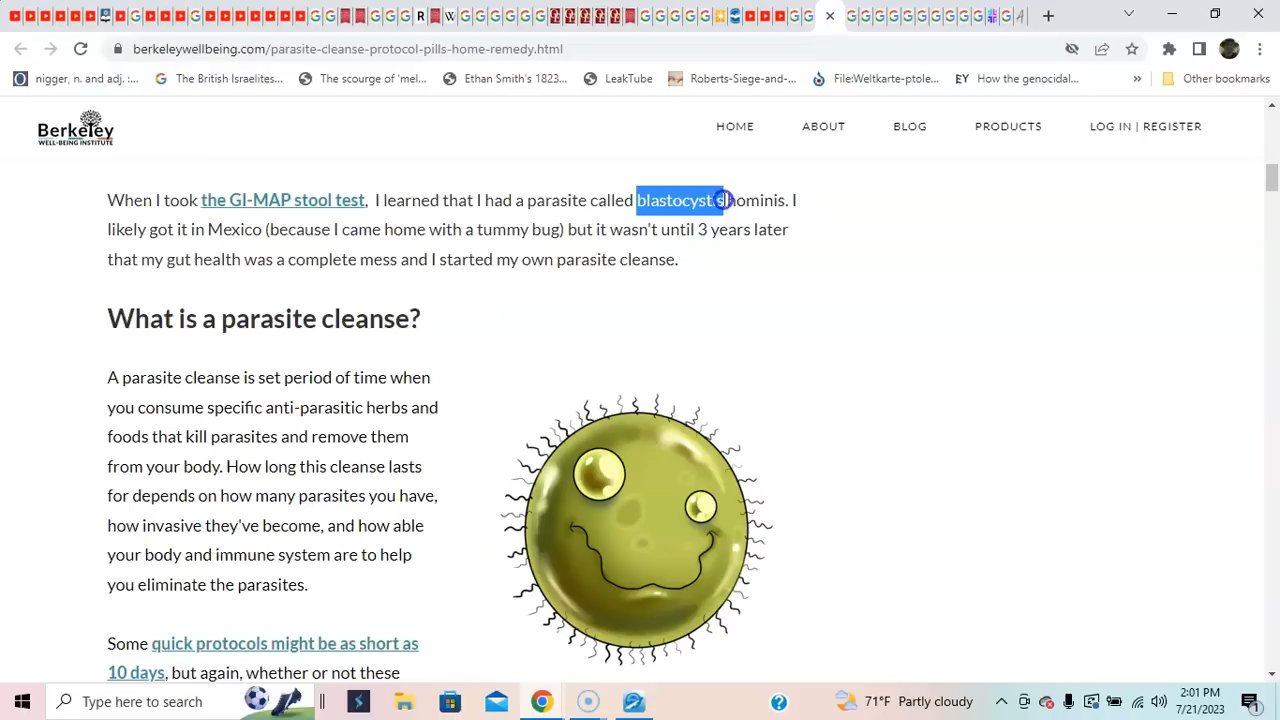 berkeleywellbeing.com/parasite-cleanse-protocol-pills-home-remedy.html
nigger, n. and adj. :...
The British Israelites...
The scourge of 'mel...
Ethan Smith's 1823...
LeakTube
Roberts-Siege-and-...
File:Weltkarte-ptole...
EY
How the genocidal...
»
Other bookmarks
Berkeley
WELL-BEING INSTITUTE
HOME
ABOUT
BLOG
PRODUCTS
LOG IN | REGISTER
When I took the GI-MAP stool test, I learned that I had a parasite called blastocystis hominis. I
likely got it in Mexico (because I came home with a tummy bug) but it wasn't until 3 years later
that my gut health was a complete mess and I started my own parasite cleanse.
What is a parasite cleanse?
A parasite cleanse is set period of time when
you consume specific anti-parasitic herbs and
foods that kill parasites and remove them
from your body. How long this cleanse lasts
for depends on how many parasites you have,
how invasive they've become, and how able
your body and immune system are to help
you eliminate the parasites.
Some quick protocols might be as short as
10 days, but again, whether or not these
Type here to search
71°F Partly cloudy
2:01 PM
7/21/2023